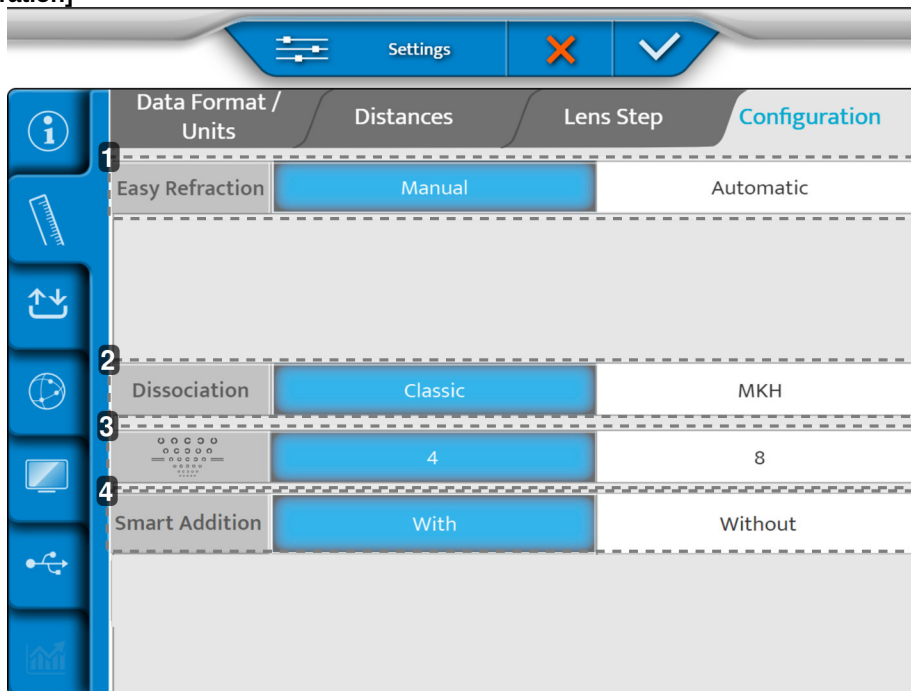 ration]
Settings
Data Format /
Units
Distances
Lens Step
Configuration
1
Easy Refraction
Manual
Automatic
2
Dissociation
Classic
MKH
3
4
8
4
Smart Addition
With
Without